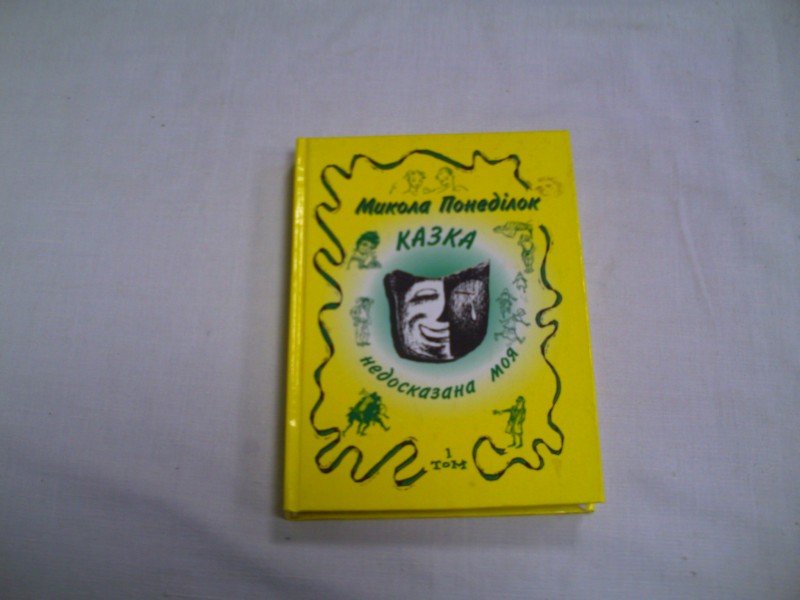 Микола Понеділок
КАЗКА
недосказана моя
1
ТоМ